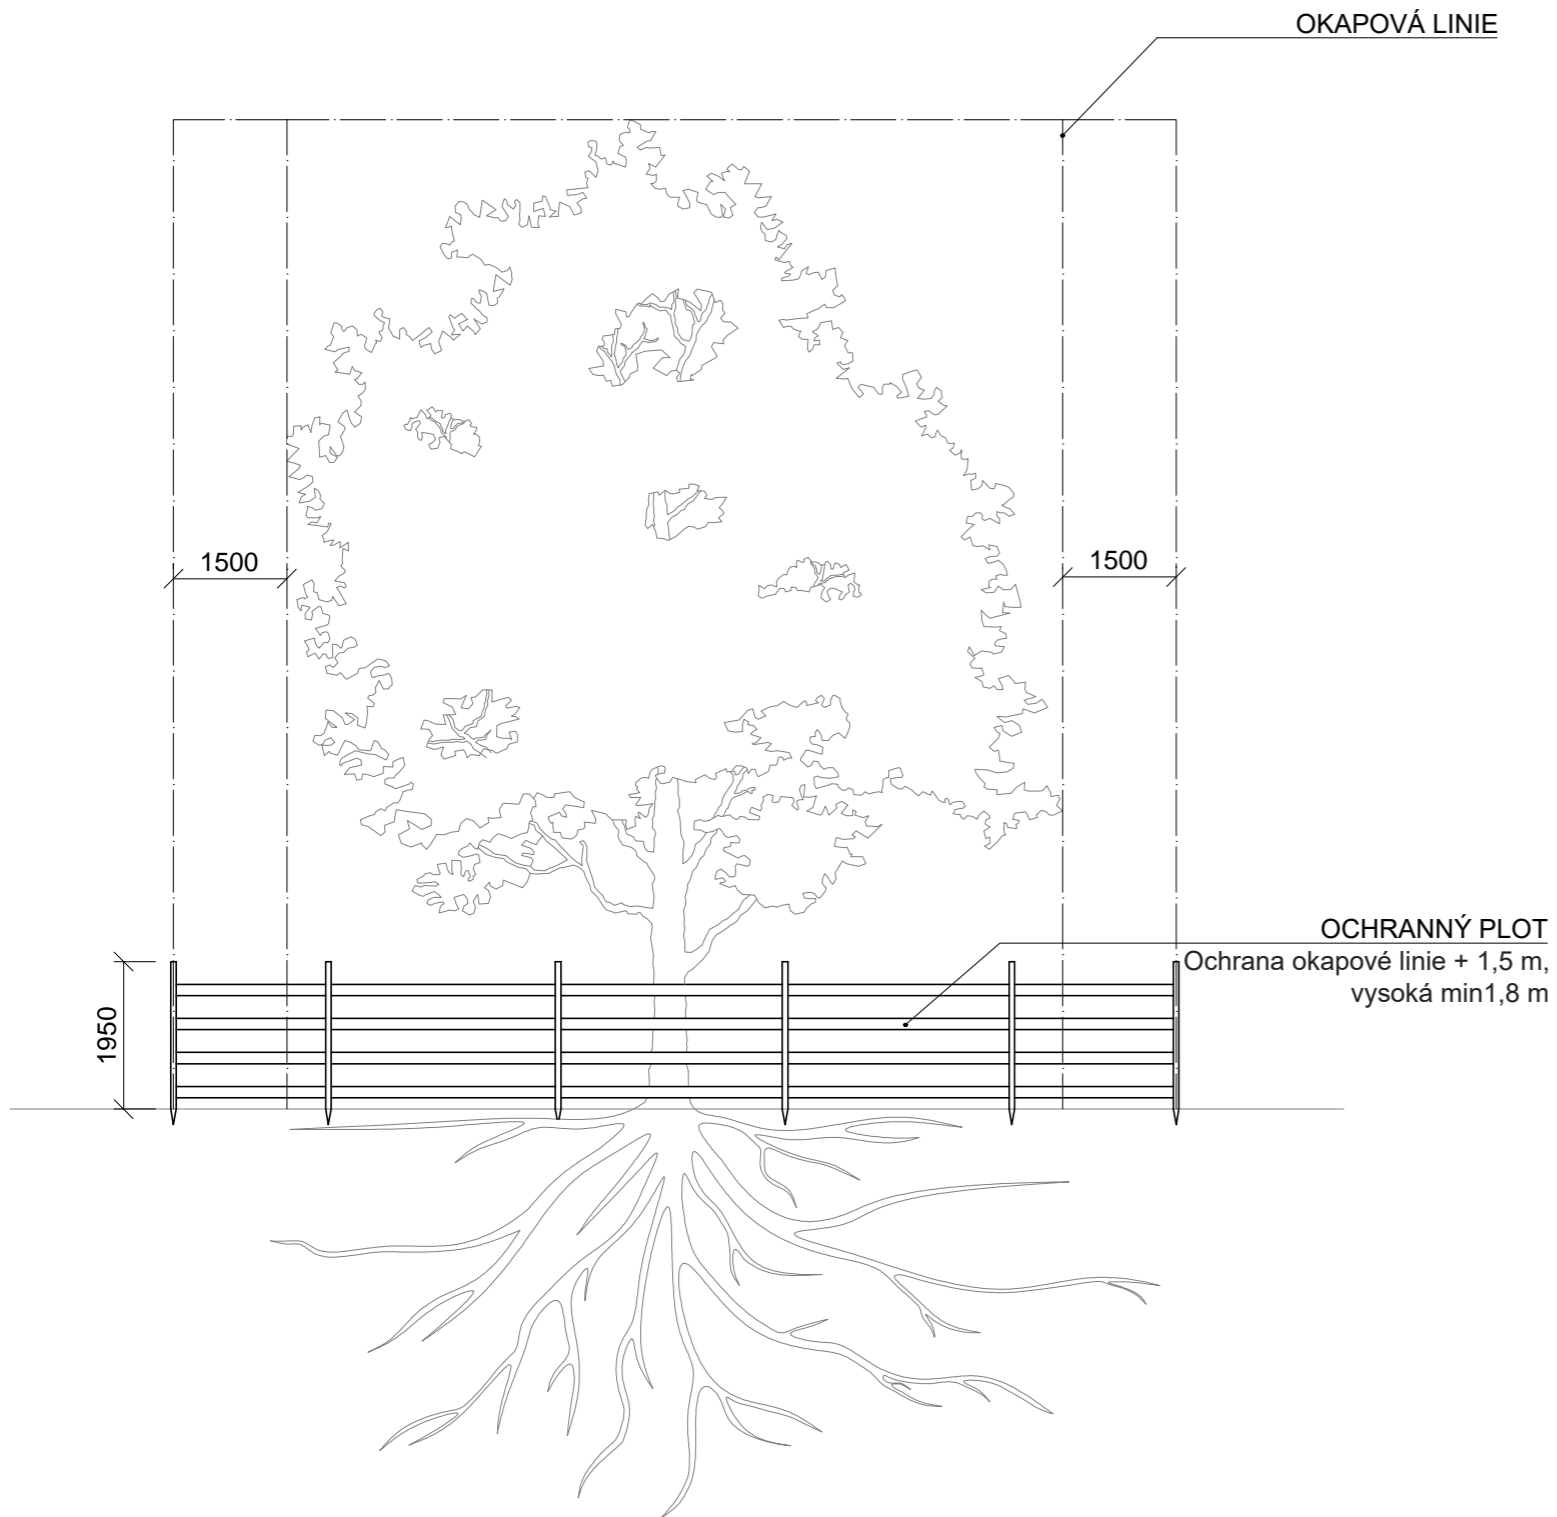 OKAPOVÁ LINIE
1500
1500
OCHRANNÝ PLOT
Ochrana okapové linie + 1,5 m,
vysoká min1,8 m
1950